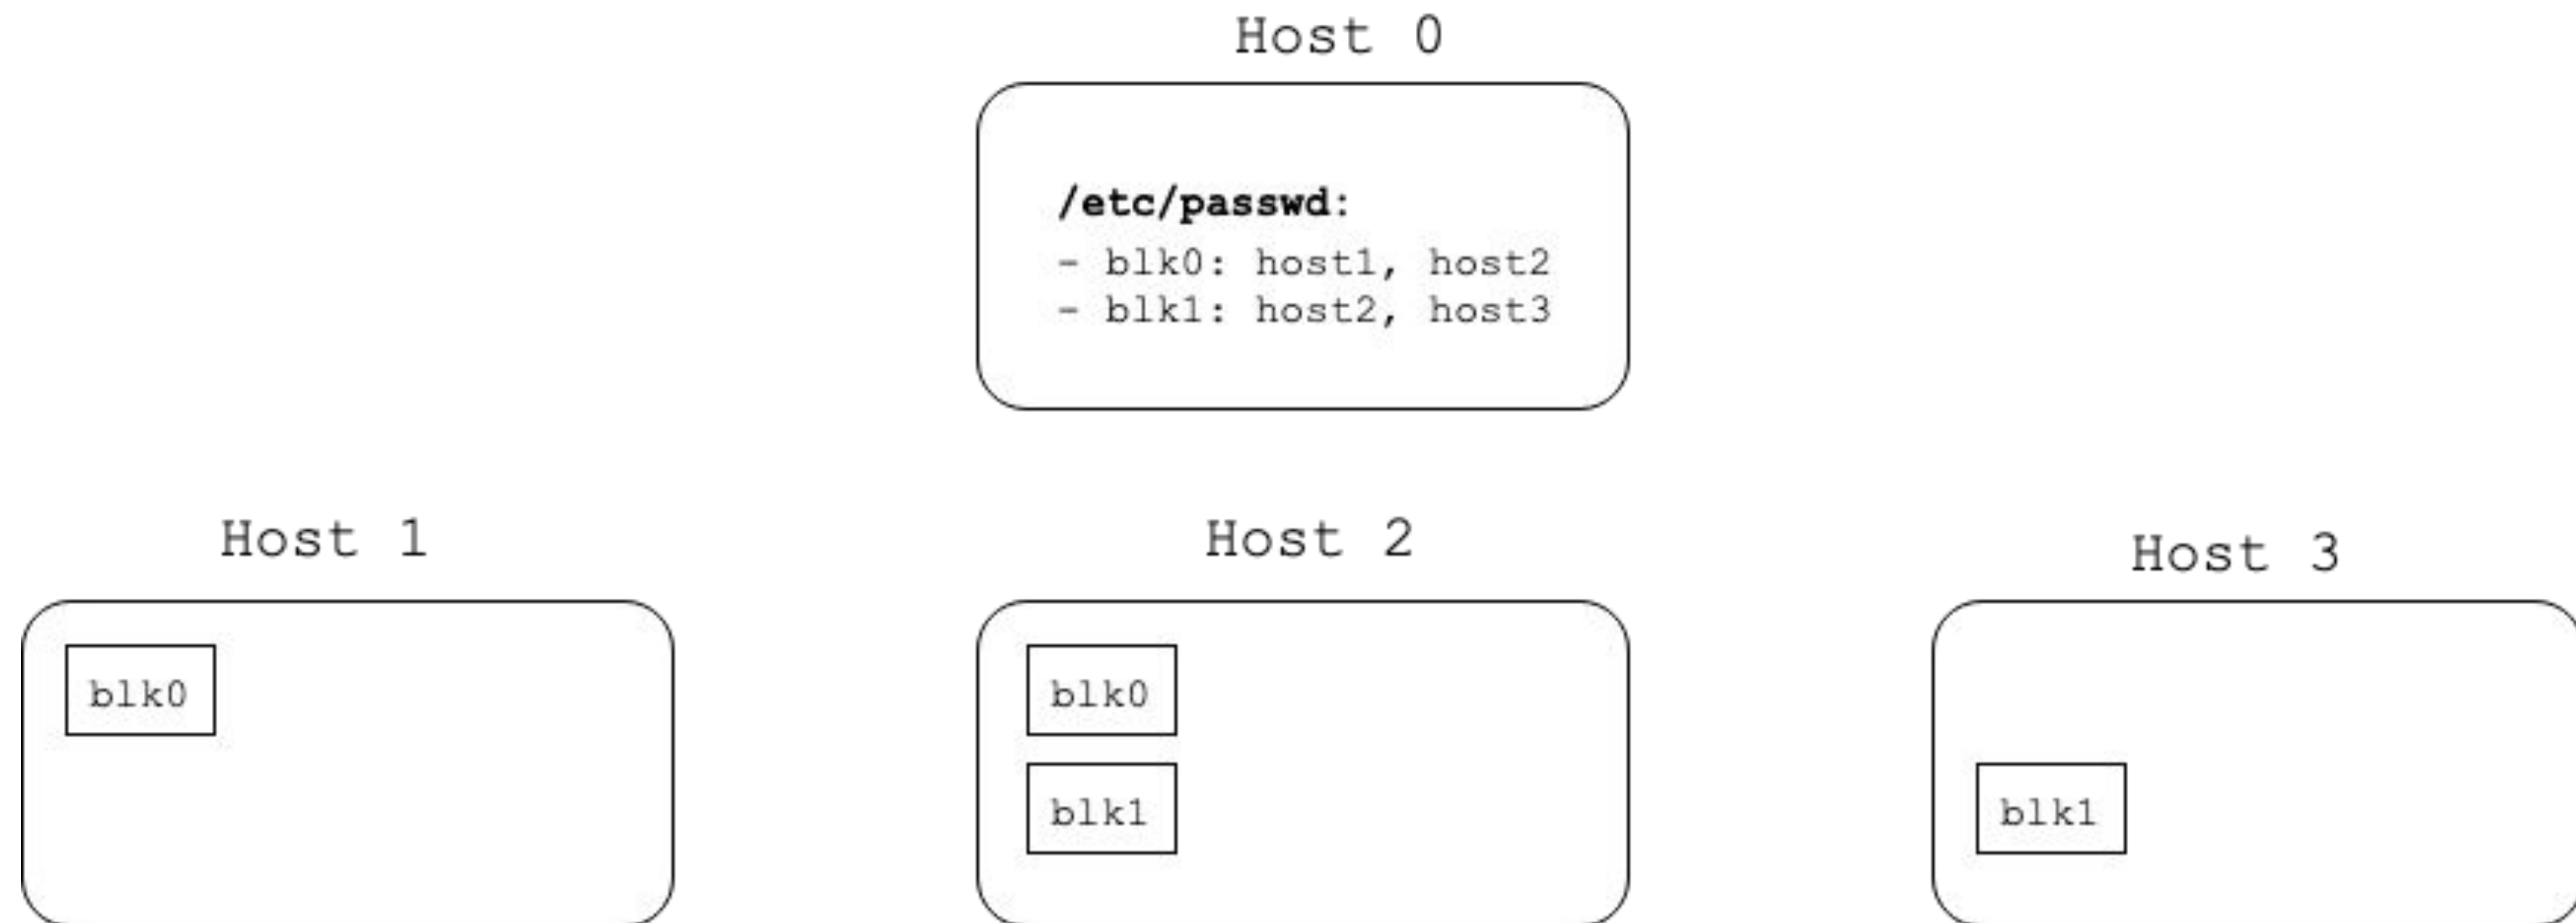 Host 0
/etc/passwd:
- blk0: host1, host2
- blk1: host2, host3
Host 1
Host 2
Host 3
blk0
blk0
blk1
blk1